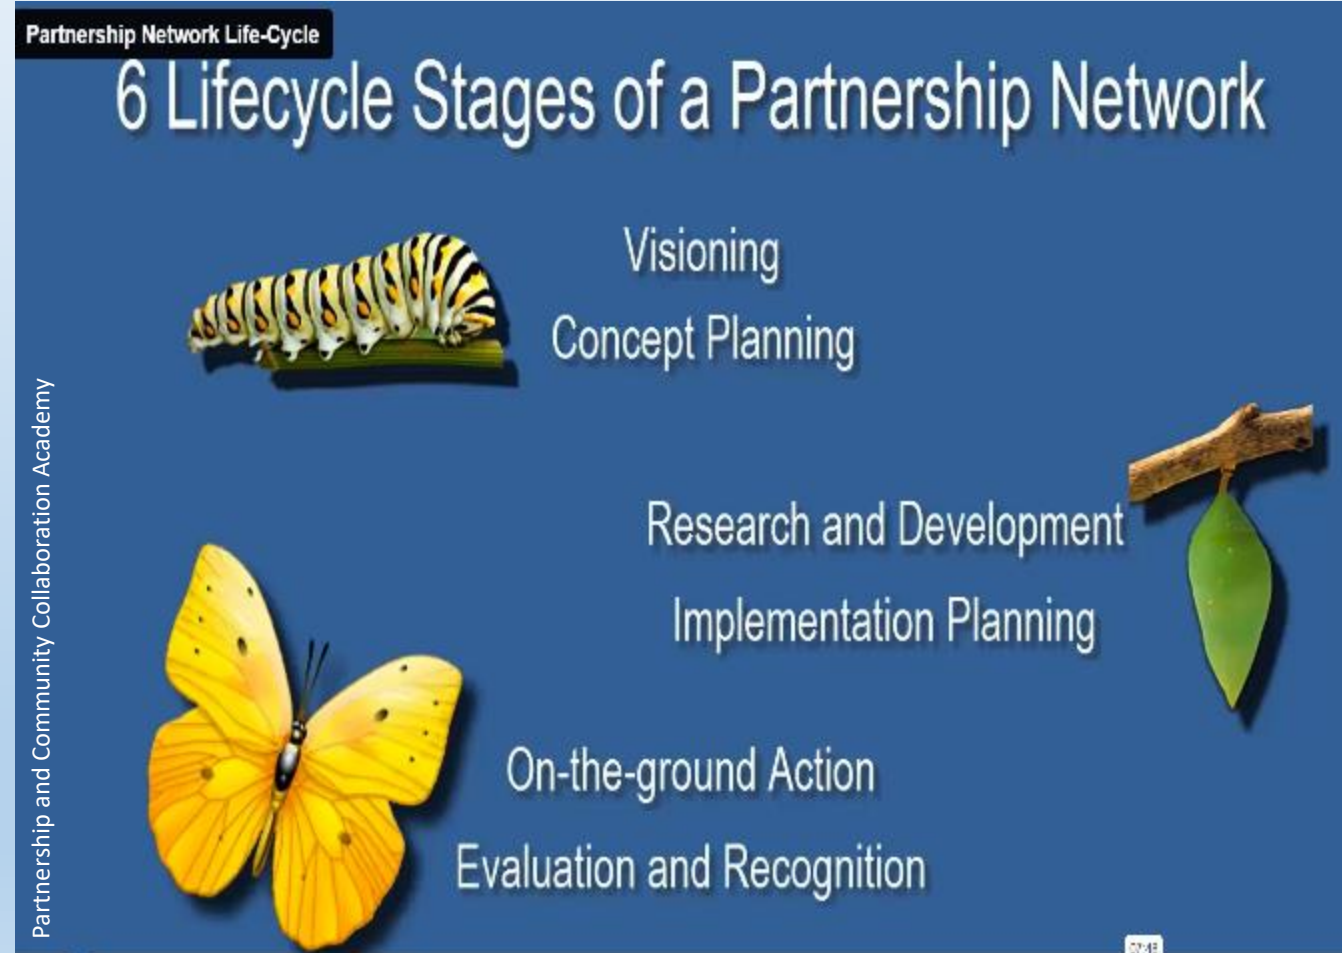 Partnership Network Life-Cycle
6 Lifecycle Stages of a Partnership Network
Visioning
Concept Planning
Research and Development
Implementation Planning
On-the-ground Action
Evaluation and Recognition
Partnership and Community Collaboration Academy